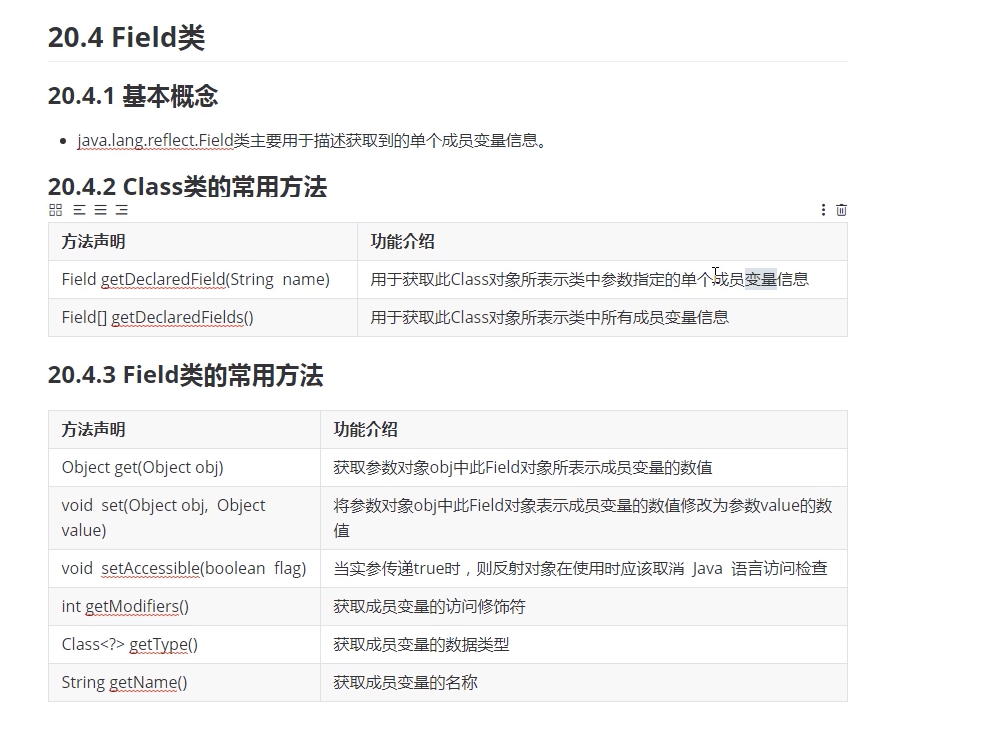 20.4 Field类
20.4.1 基本概念
java.lang.reflect.Field类主要用于描述获取到的单个成员变量信息。
20.4.2 Class类的常用方法
方法声明 功能介绍
Field getDeclaredField(String name) 用于获取此Class对象所表示类中参数指定的单个成员变量信息
Field[] getDeclaredFields() 用于获取此Class对象所表示类中所有成员变量信息
20.4.3 Field类的常用方法
方法声明 功能介绍
Object get(Object obj) 获取参数对象obj中此Field对象所表示成员变量的数值
void set(Object obj, Object 将参数对象obj中此Field对象表示成员变量的数值修改为参数value的数
value) 值
void setAccessible(boolean flag) 当实参传递true时，则反射对象在使用时应该取消 Java 语言访问检查
int getModifiers() 获取成员变量的访问修饰符
Class<?> getType() 获取成员变量的数据类型
String getName() 获取成员变量的名称